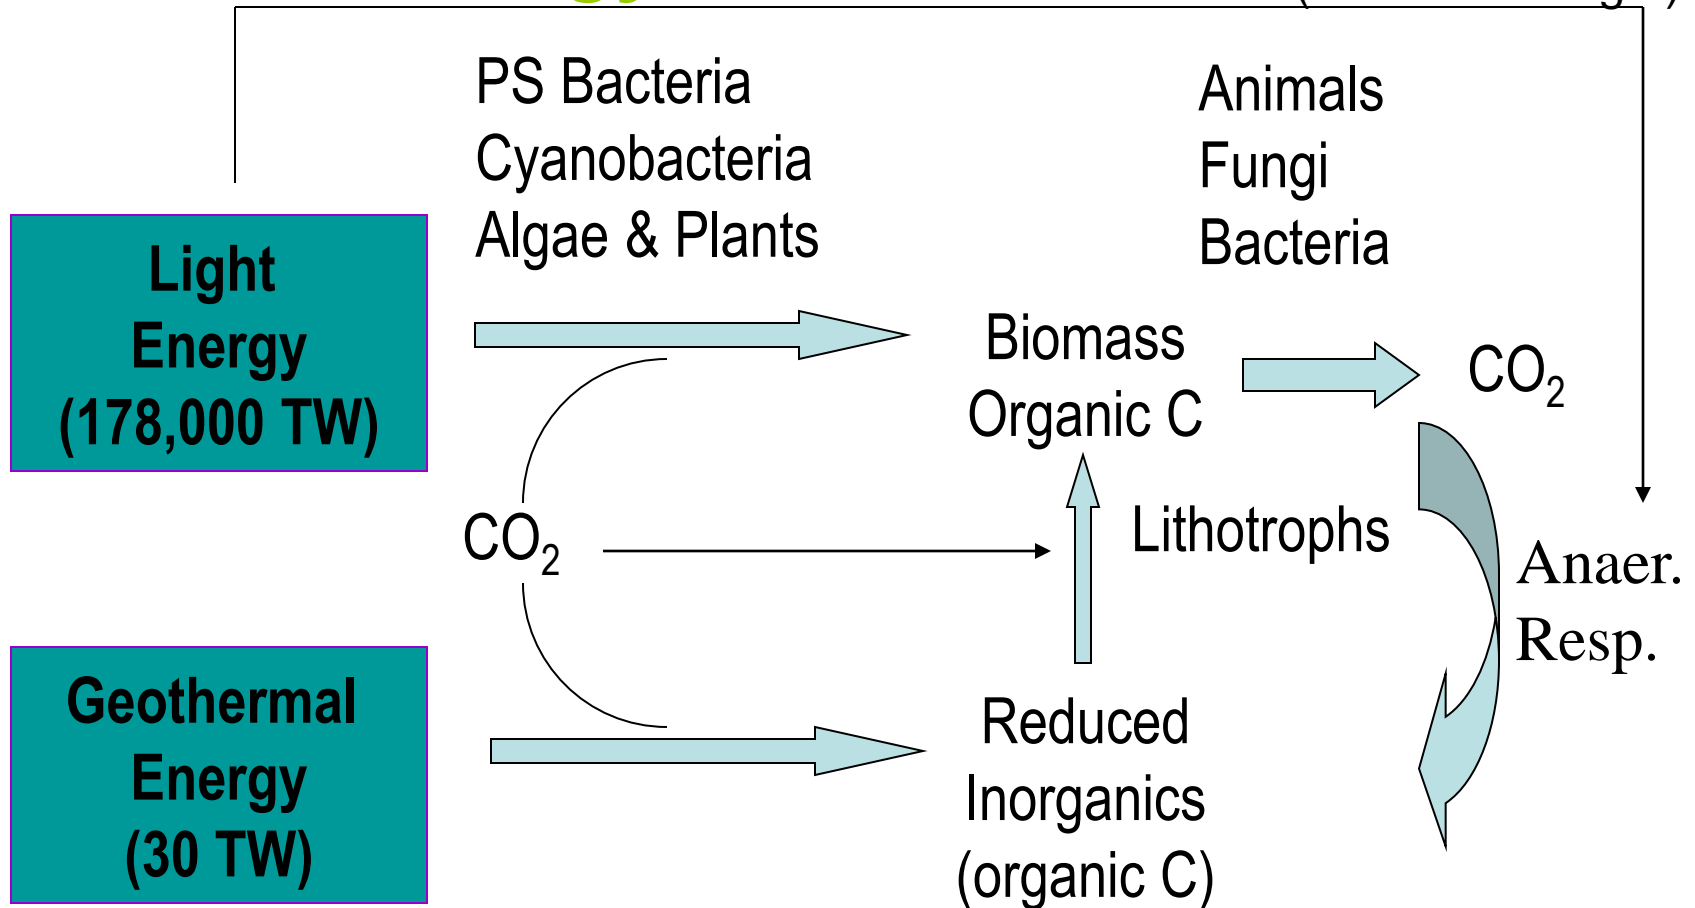 PS Bacteria
Cyanobacteria
Algae & Plants
Animals
Fungi
Bacteria
Light
Energy
(178,000 TW)
Biomass
Organic C
CO₂
CO₂
Lithotrophs
Anaer.
Resp.
Geothermal
Energy
(30 TW)
Reduced
Inorganics
(organic C)